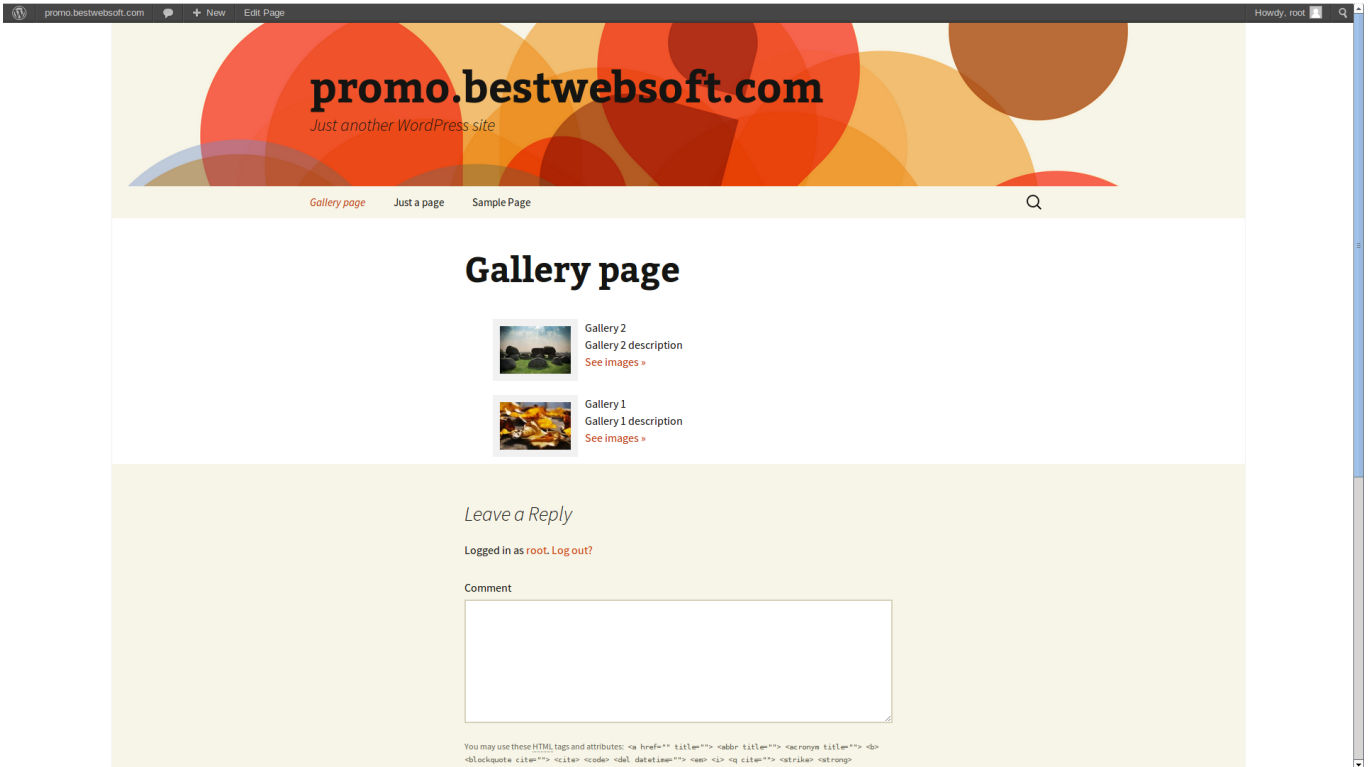 promo.bestwebsoft.com + New Edit Page Howdy, root
promo.bestwebsoft.com
Just another WordPress site
Gallery page Just a page Sample Page
Gallery page
Gallery 2
Gallery 2 description
See images »
Gallery 1
Gallery 1 description
See images »
Leave a Reply
Logged in as root. Log out?
Comment
You may use these HTML tags and attributes: <a href="" title=""> <abbr title=""> <acronym title=""> <b>
<blockquote cite=""> <cite> <code> <del datetime=""> <em> <i> <q cite=""> <strike> <strong>